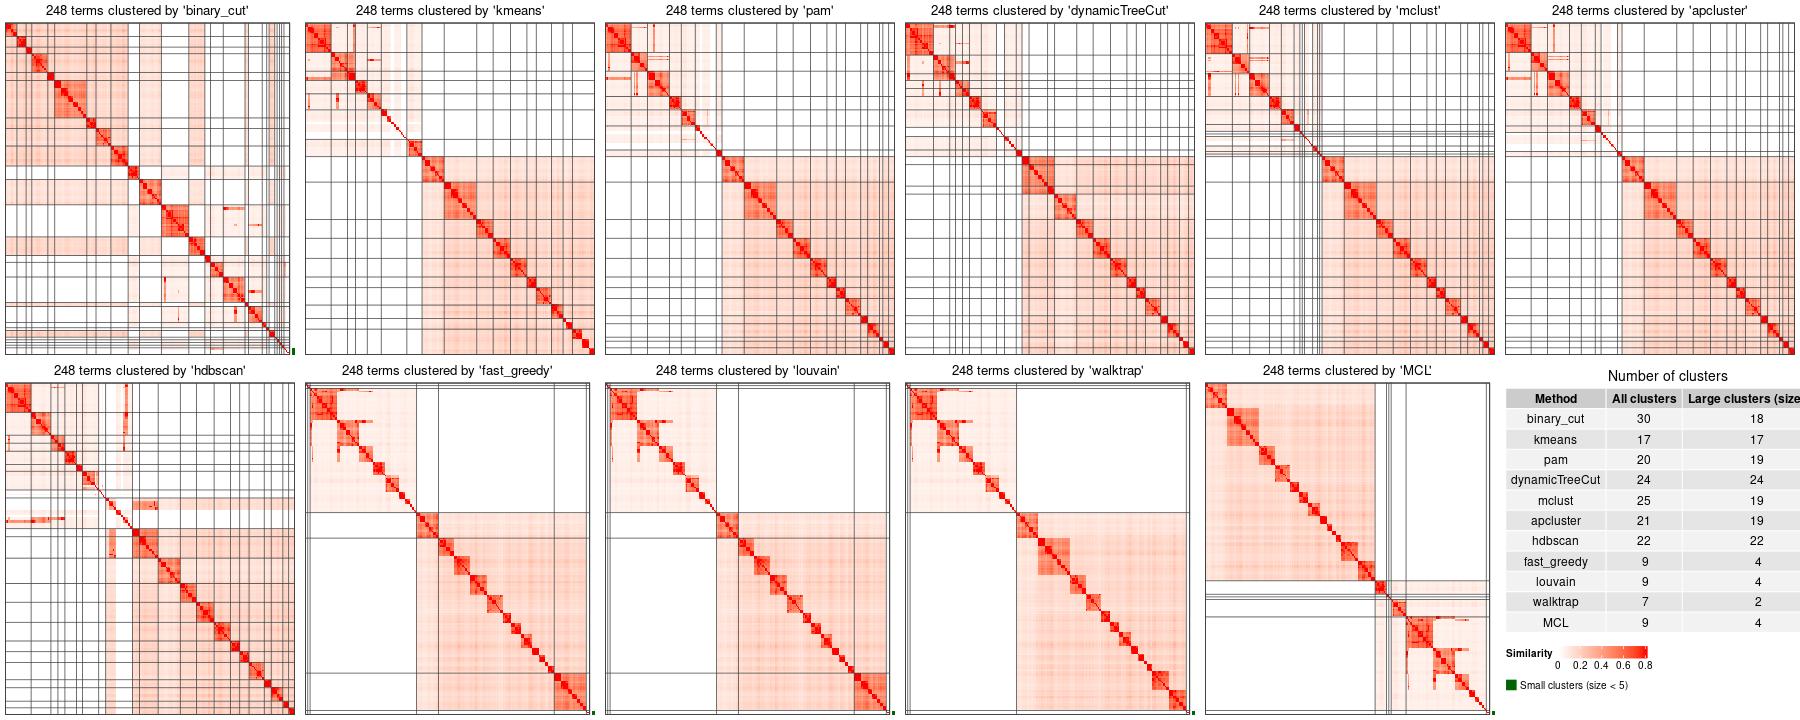 248 terms clustered by 'binary_cut'
248 terms clustered by 'kmeans'
248 terms clustered by 'pam'
248 terms clustered by 'dynamicTreeCut'
248 terms clustered by 'mclust'
248 terms clustered by 'apcluster'
248 terms clustered by 'hdbscan'
248 terms clustered by 'fast_greedy'
248 terms clustered by 'louvain'
248 terms clustered by 'walktrap'
248 terms clustered by 'MCL'
Number of clusters
Method All clusters Large clusters (size
binary_cut 30 18
kmeans 17 17
pam 20 19
dynamicTreeCut 24 24
mclust 25 19
apcluster 21 19
hdbscan 22 22
fast_greedy 9 4
louvain 9 4
walktrap 7 2
MCL 9 4
Similarity
0 0.2 0.4 0.6 0.8
Small clusters (size < 5)